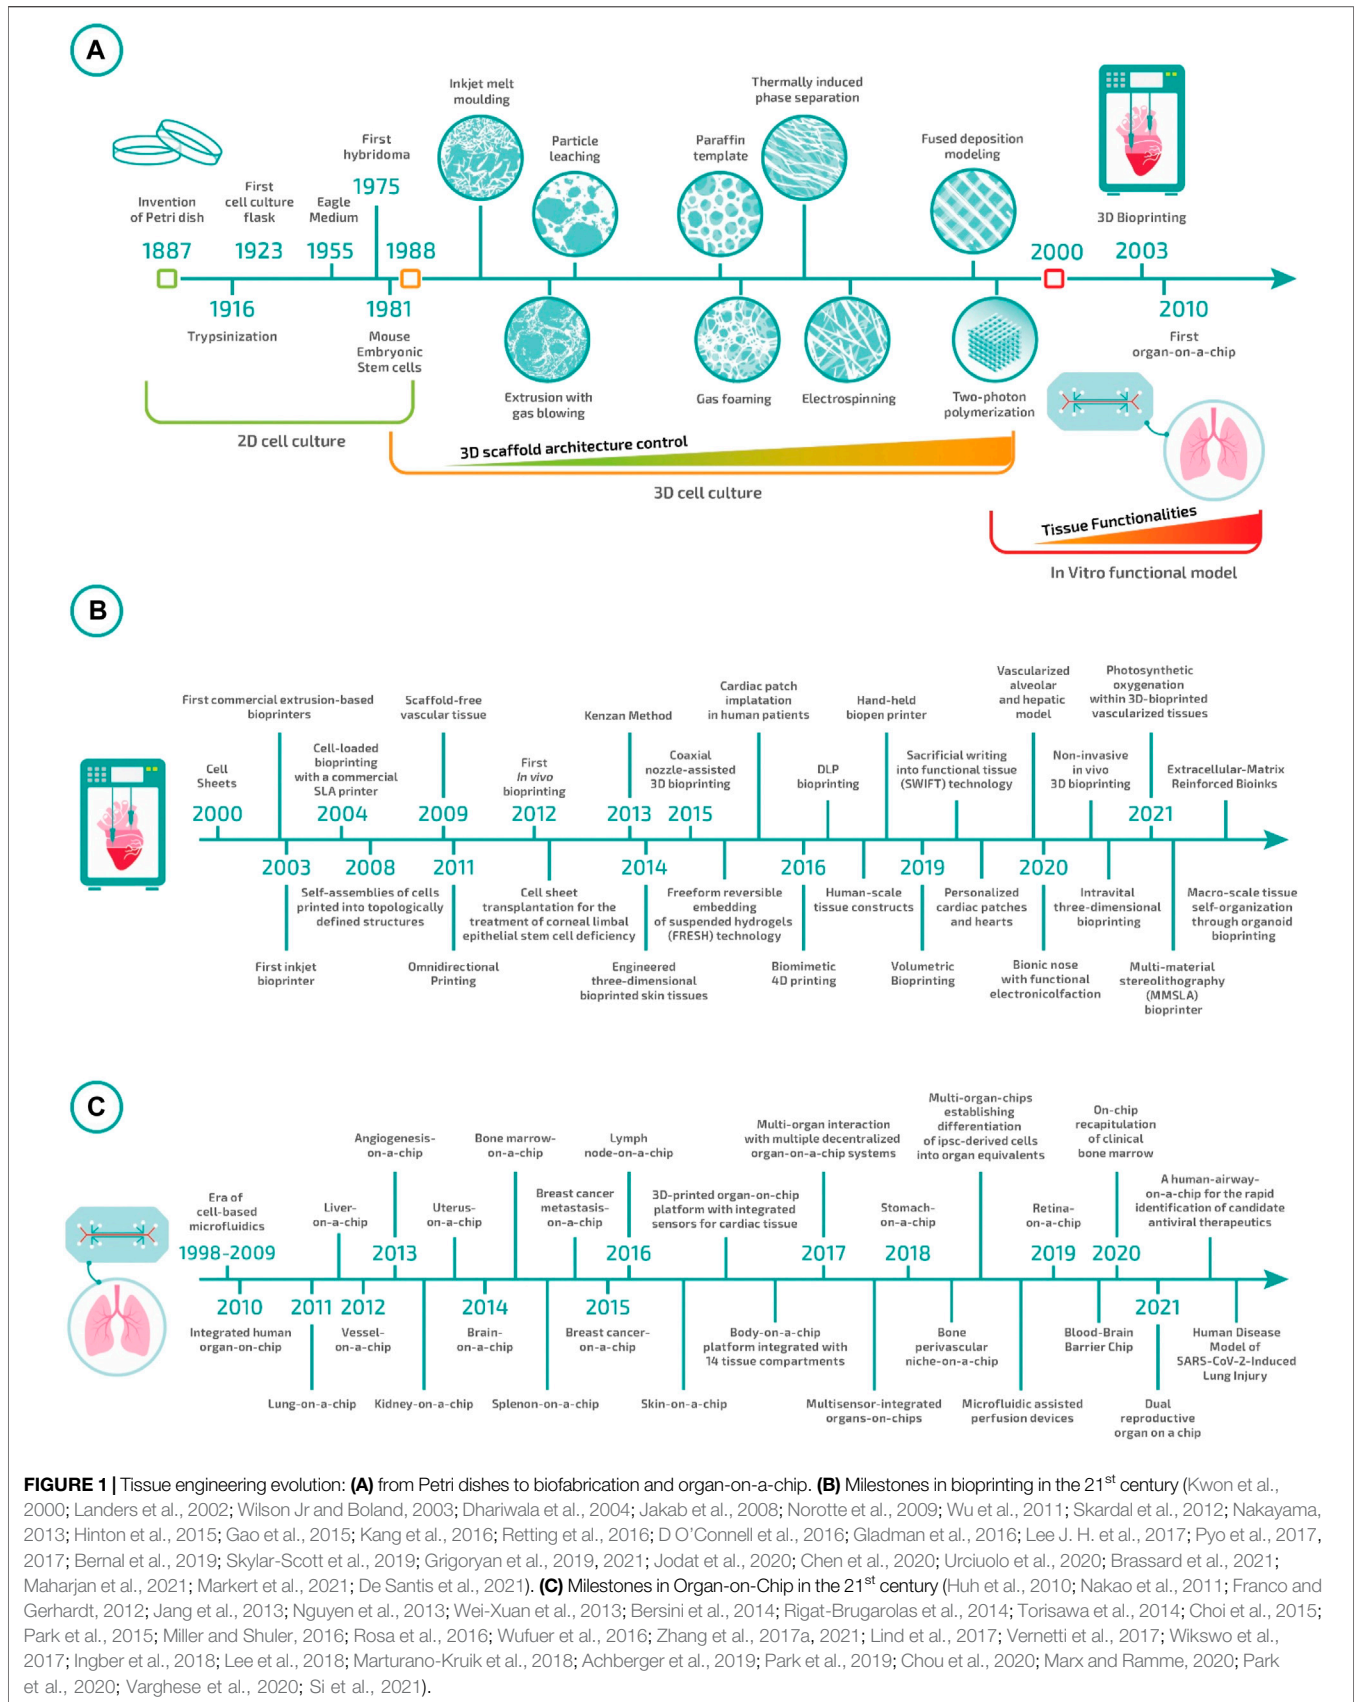 A
Inkjet melt
moulding
Thermally induced
phase separation
First
hybridoma
1975
Particle
leaching
Paraffin
template
Fused deposition
modeling
Invention
of Petri dish
1887
First
cell culture
flask
1923
Eagle
Medium
1955
1988
2000
3D Bioprinting
2003
1916
Trypsinization
1981
Mouse
Embryonic
Stem cells
Extrusion with
gas blowing
Gas foaming
Electrospinning
Two-photon
polymerization
2010
First
organ-on-a-chip
2D cell culture
3D scaffold architecture control
3D cell culture
Tissue Functionalities
In Vitro functional model
B
First commercial extrusion-based
bioprinters
Scaffold-free
vascular tissue
Kenzan Method
Cardiac patch
implatation
in human patients
Hand-held
biopen printer
Vascularized
alveolar
and hepatic
model
Photosynthetic
oxygenation
within 3D-bioprinted
vascularized tissues
Cell
Sheets
Cell-loaded
bioprinting
with a commercial
SLA printer
First
In vivo
bioprinting
Coaxial
nozzle-assisted
3D bioprinting
DLP
bioprinting
Sacrificial writing
into functional tissue
(SWIFT) technology
Non-invasive
in vivo
3D bioprinting
Extracellular-Matrix
Reinforced Bioinks
2000
2004
2009
2012
2013
2015
2021
2003
2008
2011
2014
2016
2019
2020
Self-assemblies of cells
printed into topologically
defined structures
Cell sheet
transplantation for the
treatment of corneal limbal
epithelial stem cell deficiency
Freeform reversible
embedding
of suspended hydrogels
(FRESH) technology
Human-scale
tissue constructs
Personalized
cardiac patches
and hearts
Intravital
three-dimensional
bioprinting
Macro-scale tissue
self-organization
through organoid
bioprinting
First inkjet
bioprinter
Omnidirectional
Printing
Engineered
three-dimensional
bioprinted skin tissues
Biomimetic
4D printing
Volumetric
Bioprinting
Bionic nose
with functional
electronicolfaction
Multi-material
stereolithography
(MMSLA)
bioprinter
C
Angiogenesis-
on-a-chip
Bone marrow-
on-a-chip
Lymph
node-on-a-chip
Multi-organ interaction
with multiple decentralized
organ-on-a-chip systems
Multi-organ-chips
establishing
differentiation
of ipsc-derived cells
into organ equivalents
On-chip
recapitulation
of clinical
bone marrow
Era of
cell-based
microfluidics
Liver-
on-a-chip
Uterus-
on-a-chip
Breast cancer
metastasis-
on-a-chip
3D-printed organ-on-chip
platform with integrated
sensors for cardiac tissue
Stomach-
on-a-chip
Retina-
on-a-chip
A human-airway-
on-a-chip for the rapid
identification of candidate
antiviral therapeutics
1998-2009
2013
2016
2017
2018
2019
2020
2010
2011
2012
2014
2015
2021
Integrated human
organ-on-chip
Vessel-
on-a-chip
Brain-
on-a-chip
Breast cancer-
on-a-chip
Body-on-a-chip
platform integrated with
14 tissue compartments
Bone
perivascular
niche-on-a-chip
Blood-Brain
Barrier Chip
Human Disease
Model of
SARS-CoV-2-Induced
Lung Injury
Lung-on-a-chip
Kidney-on-a-chip
Splenon-on-a-chip
Skin-on-a-chip
Multisensor-integrated
organs-on-chips
Microfluidic assisted
perfusion devices
Dual
reproductive
organ on a chip
FIGURE 1 | Tissue engineering evolution: (A) from Petri dishes to biofabrication and organ-on-a-chip. (B) Milestones in bioprinting in the 21st century (Kwon et al.,
2000; Landers et al., 2002; Wilson Jr and Boland, 2003; Dhariwala et al., 2004; Jakab et al., 2008; Norotte et al., 2009; Wu et al., 2011; Skardal et al., 2012; Nakayama,
2013; Hinton et al., 2015; Gao et al., 2015; Kang et al., 2016; Retting et al., 2016; D O'Connell et al., 2016; Gladman et al., 2016; Lee J. H. et al., 2017; Pyo et al., 2017,
2017; Bernal et al., 2019; Skylar-Scott et al., 2019; Grigoryan et al., 2019, 2021; Jodat et al., 2020; Chen et al., 2020; Urciuolo et al., 2020; Brassard et al., 2021;
Maharjan et al., 2021; Markert et al., 2021; De Santis et al., 2021). (C) Milestones in Organ-on-Chip in the 21st century (Huh et al., 2010; Nakao et al., 2011; Franco and
Gerhardt, 2012; Jang et al., 2013; Nguyen et al., 2013; Wei-Xuan et al., 2013; Bersini et al., 2014; Rigat-Brugarolas et al., 2014; Torisawa et al., 2014; Choi et al., 2015;
Park et al., 2015; Miller and Shuler, 2016; Rosa et al., 2016; Wufuer et al., 2016; Zhang et al., 2017a, 2021; Lind et al., 2017; Vernetti et al., 2017; Wikswo et al.,
2017; Ingber et al., 2018; Lee et al., 2018; Marturano-Kruik et al., 2018; Achberger et al., 2019; Park et al., 2019; Chou et al., 2020; Marx and Ramme, 2020; Park
et al., 2020; Varghese et al., 2020; Si et al., 2021).